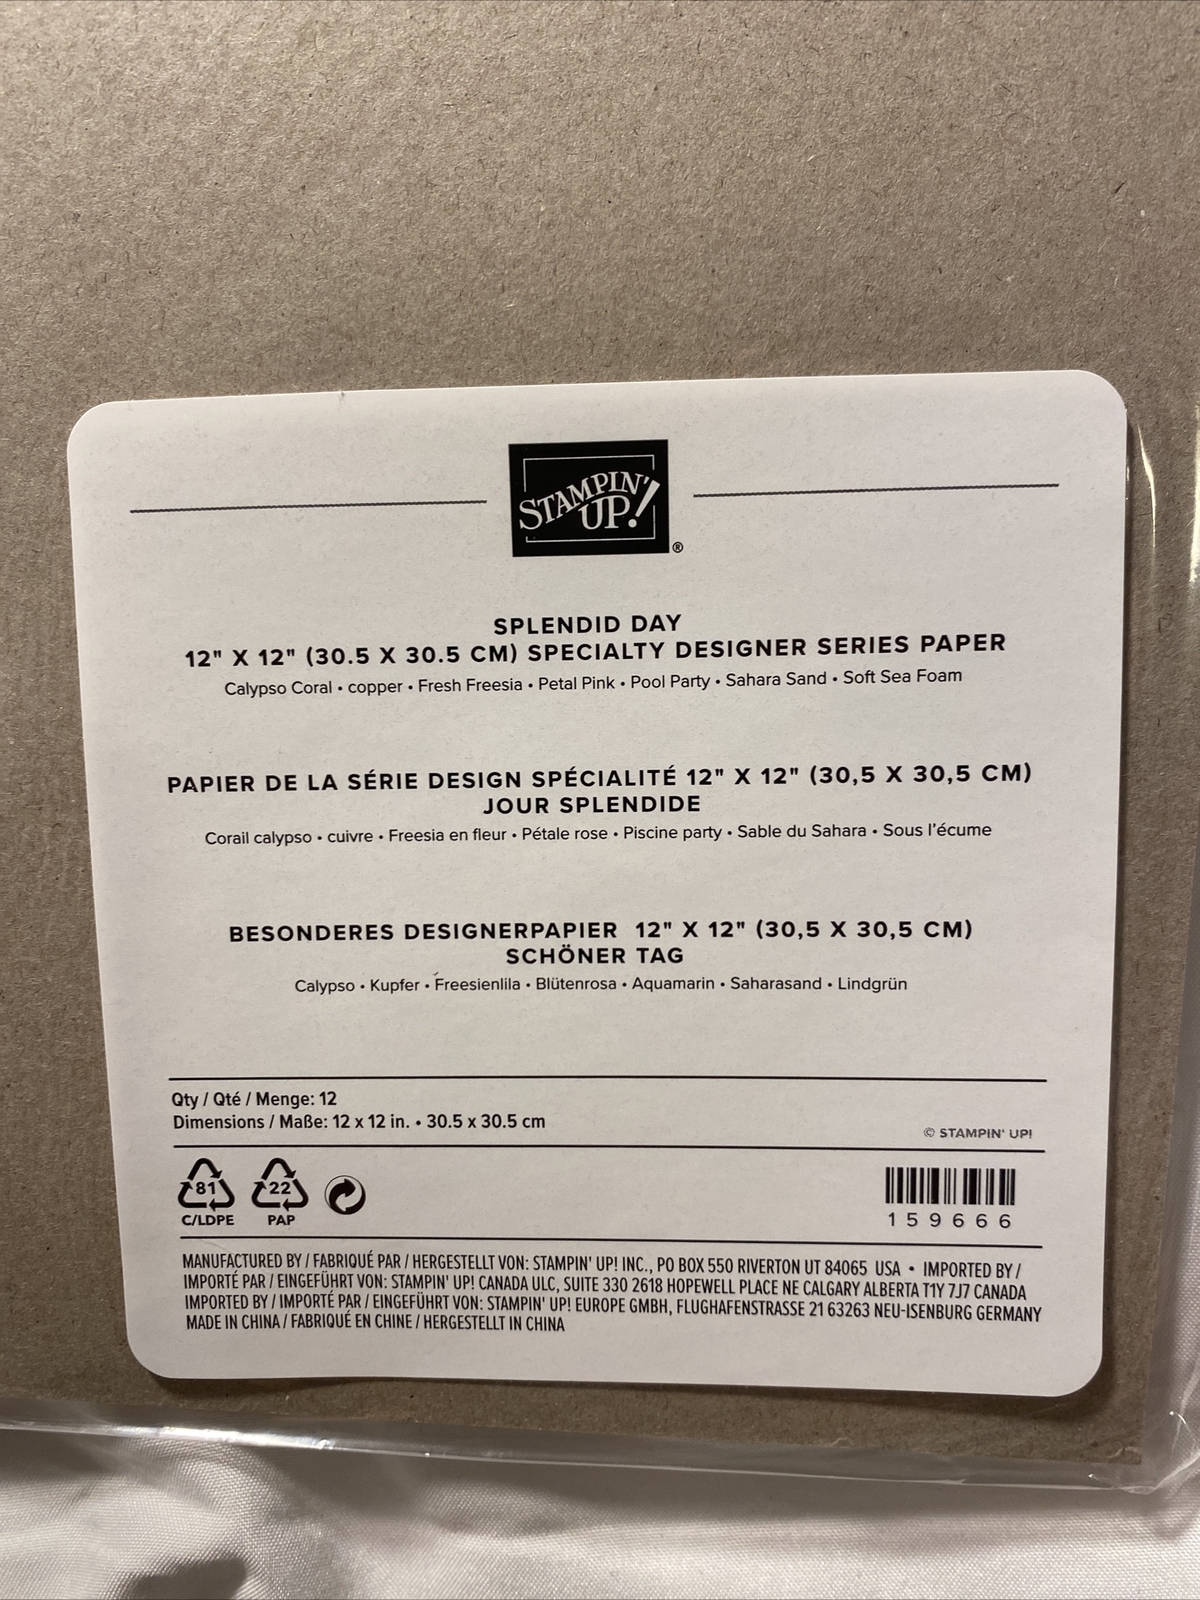 STAMPIN'
UP!
®
SPLENDID DAY
12" X 12" (30.5 X 30.5 CM) SPECIALTY DESIGNER SERIES PAPER
Calypso Coral • copper • Fresh Freesia • Petal Pink • Pool Party • Sahara Sand • Soft Sea Foam
PAPIER DE LA SÉRIE DESIGN SPÉCIALITÉ 12" X 12" (30,5 X 30,5 CM)
JOUR SPLENDIDE
Corail calypso • cuivre • Freesia en fleur • Pétale rose • Piscine party • Sable du Sahara • Sous l'écume
BESONDERES DESIGNERPAPIER 12" X 12" (30,5 X 30,5 CM)
SCHÖNER TAG
Calypso • Kupfer • Freesienlila • Blütenrosa • Aquamarin • Saharasand • Lindgrün
Qty / Qté / Menge: 12
Dimensions / Maße: 12 x 12 in. • 30.5 x 30.5 cm
© STAMPIN' UP!
81 22
C/LDPE PAP
159666
MANUFACTURED BY / FABRIQUÉ PAR / HERGESTELLT VON: STAMPIN' UP! INC., PO BOX 550 RIVERTON UT 84065 USA • IMPORTED BY /
IMPORTÉ PAR / EINGEFÜHRT VON: STAMPIN' UP! CANADA ULC, SUITE 330 2618 HOPEWELL PLACE NE CALGARY ALBERTA T1Y 7J7 CANADA
IMPORTED BY / IMPORTÉ PAR / EINGEFÜHRT VON: STAMPIN' UP! EUROPE GMBH, FLUGHAFENSTRASSE 21 63263 NEU-ISENBURG GERMANY
MADE IN CHINA / FABRIQUÉ EN CHINE / HERGESTELLT IN CHINA